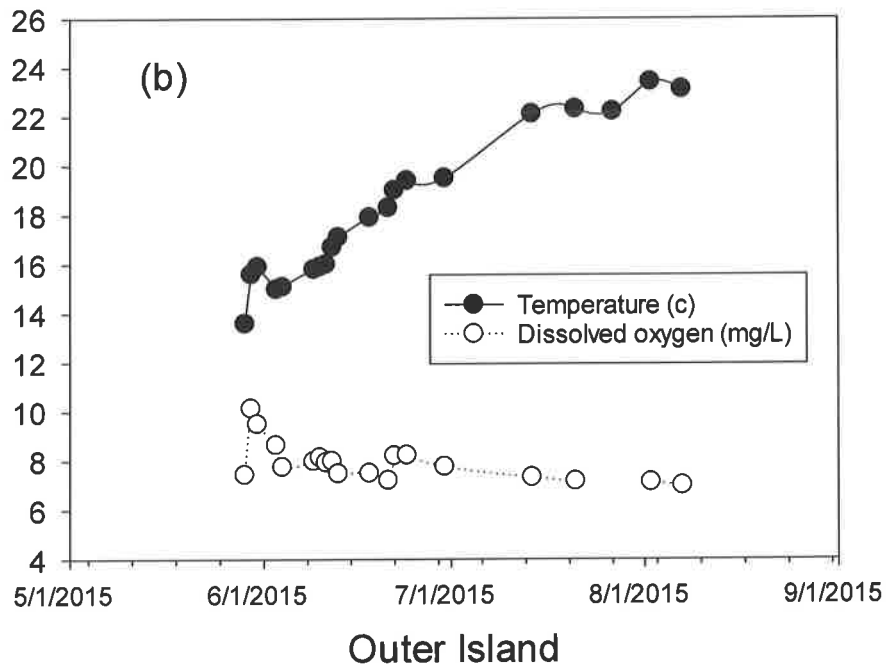 26
24
22
20
18
16
14
12
10
8
6
4
(b)
Temperature (c)
Dissolved oxygen (mg/L)
5/1/2015 6/1/2015 7/1/2015 8/1/2015 9/1/2015
Outer Island